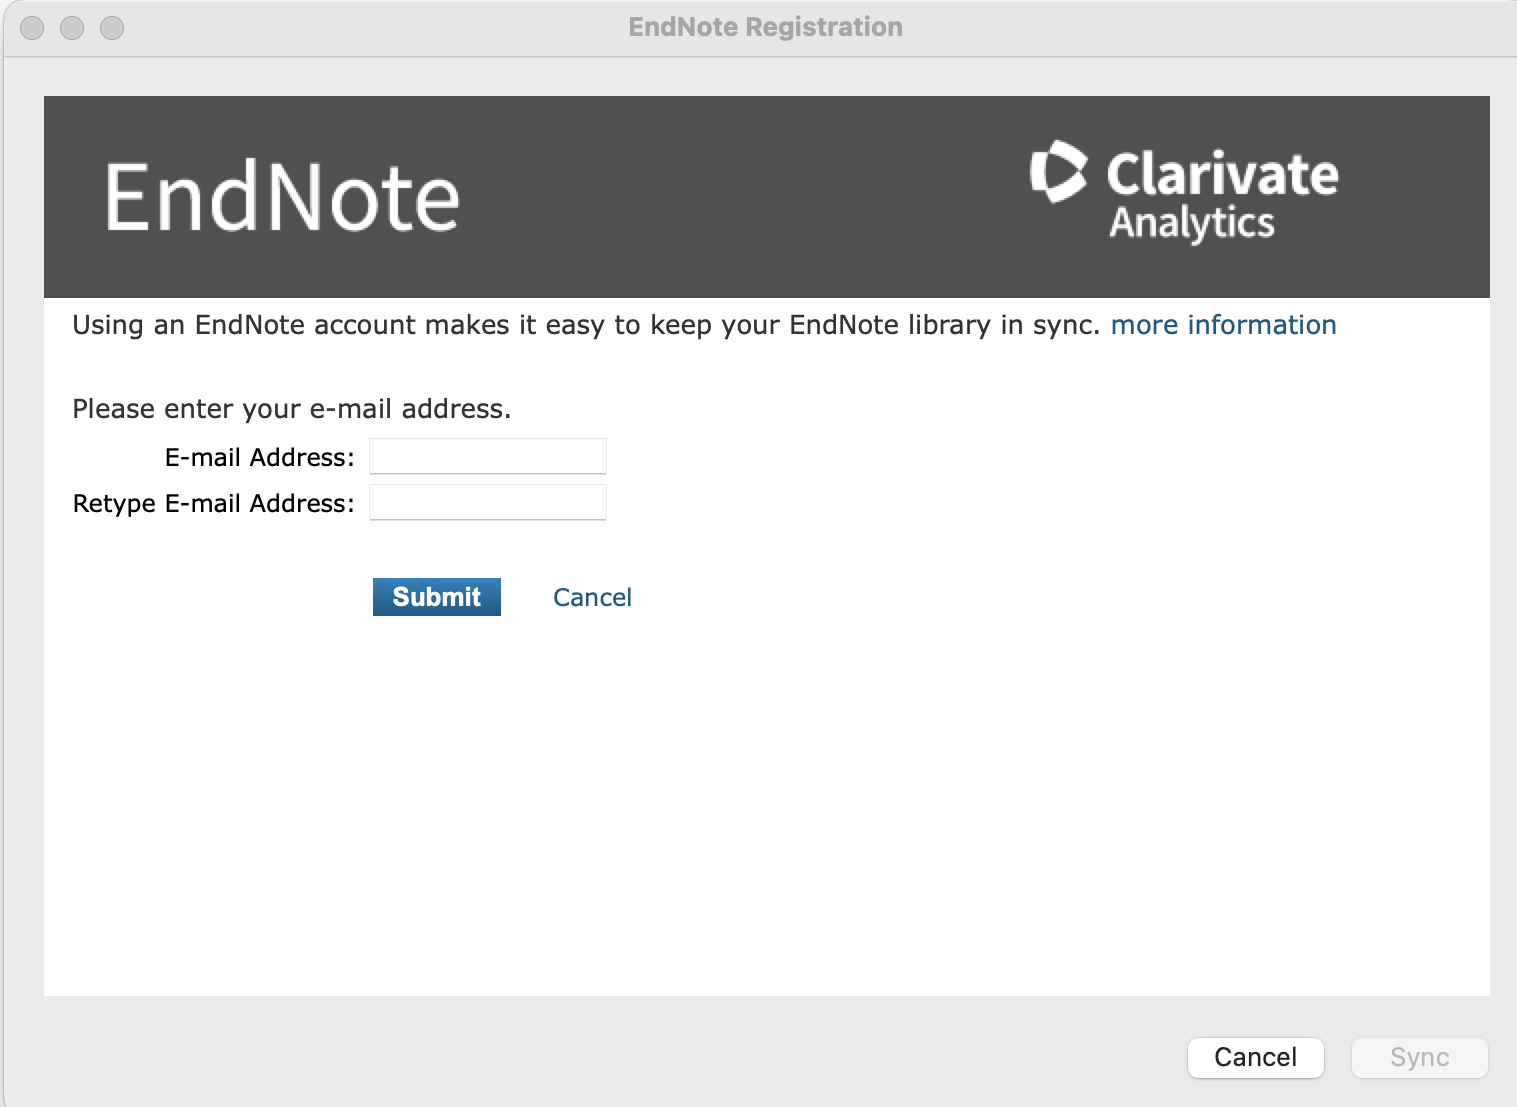 EndNote Registration
EndNote
Clarivate
Analytics
Using an EndNote account makes it easy to keep your EndNote library in sync. more information
Please enter your e-mail address.
E-mail Address:
Retype E-mail Address:
Submit Cancel
Cancel Sync